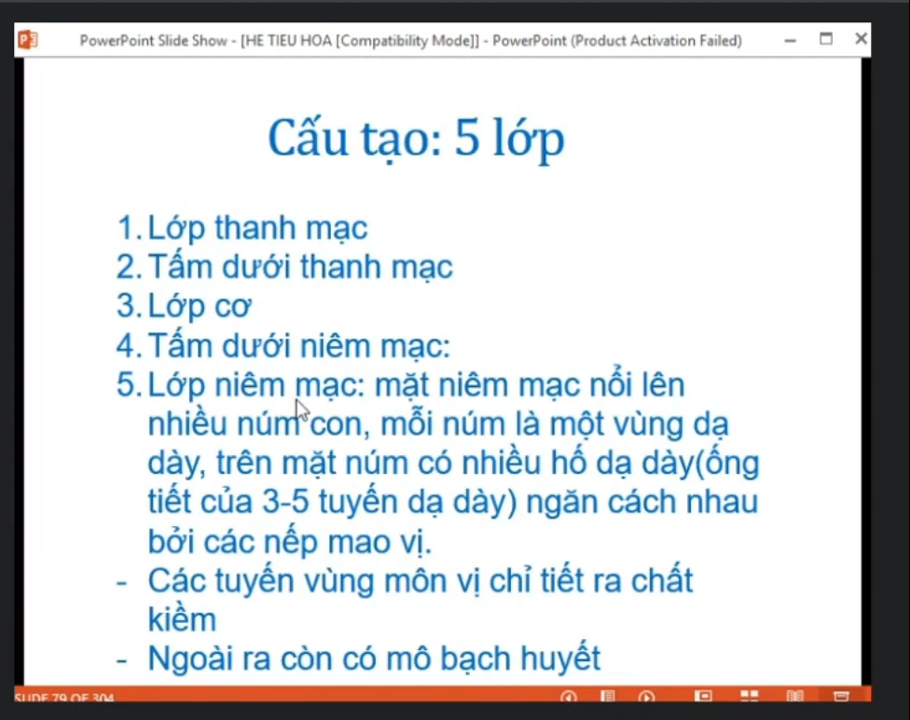 PowerPoint Slide Show - [HE TIEU HOA [Compatibility Mode]] - PowerPoint (Product Activation Failed)
Cấu tạo: 5 lớp
1. Lớp thanh mạc
2. Tấm dưới thanh mạc
3. Lớp cơ
4. Tấm dưới niêm mạc:
5. Lớp niêm mạc: mặt niêm mạc nổi lên
nhiều núm con, mỗi núm là một vùng dạ
dày, trên mặt núm có nhiều hố dạ dày(ống
tiết của 3-5 tuyến dạ dày) ngăn cách nhau
bởi các nếp mao vị.
- Các tuyến vùng môn vị chỉ tiết ra chất
kiềm
- Ngoài ra còn có mô bạch huyết
SLIDE 79 OF 304